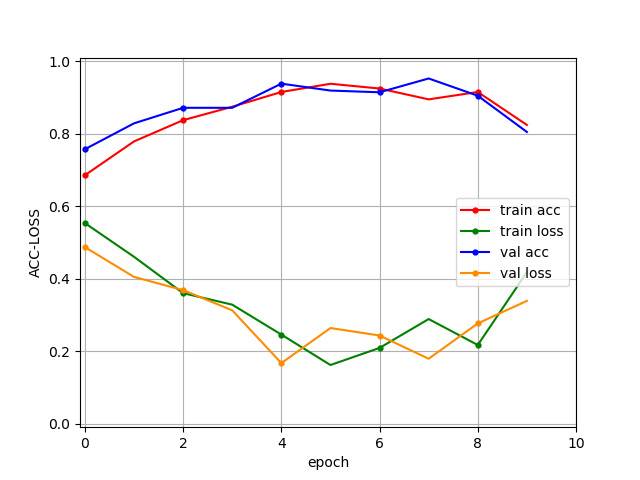 1.0
0.8
0.6
0.4
0.2
0.0
ACC-LOSS
train acc
train loss
val acc
val loss
0 2 4 6 8 10
epoch